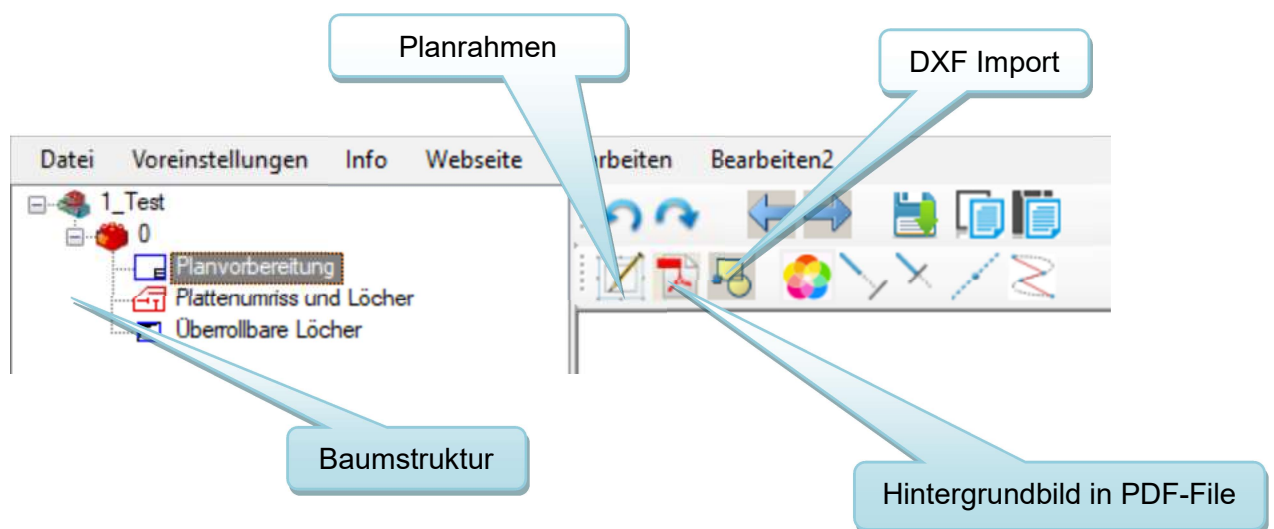 Planrahmen
DXF Import
Datei Voreinstellungen Info Webseite arbeiten Bearbeiten2
1_Test
0
Planvorbereitung
Plattenumriss und Löcher
Überrollbare Löcher
Baumstruktur
Hintergrundbild in PDF-File